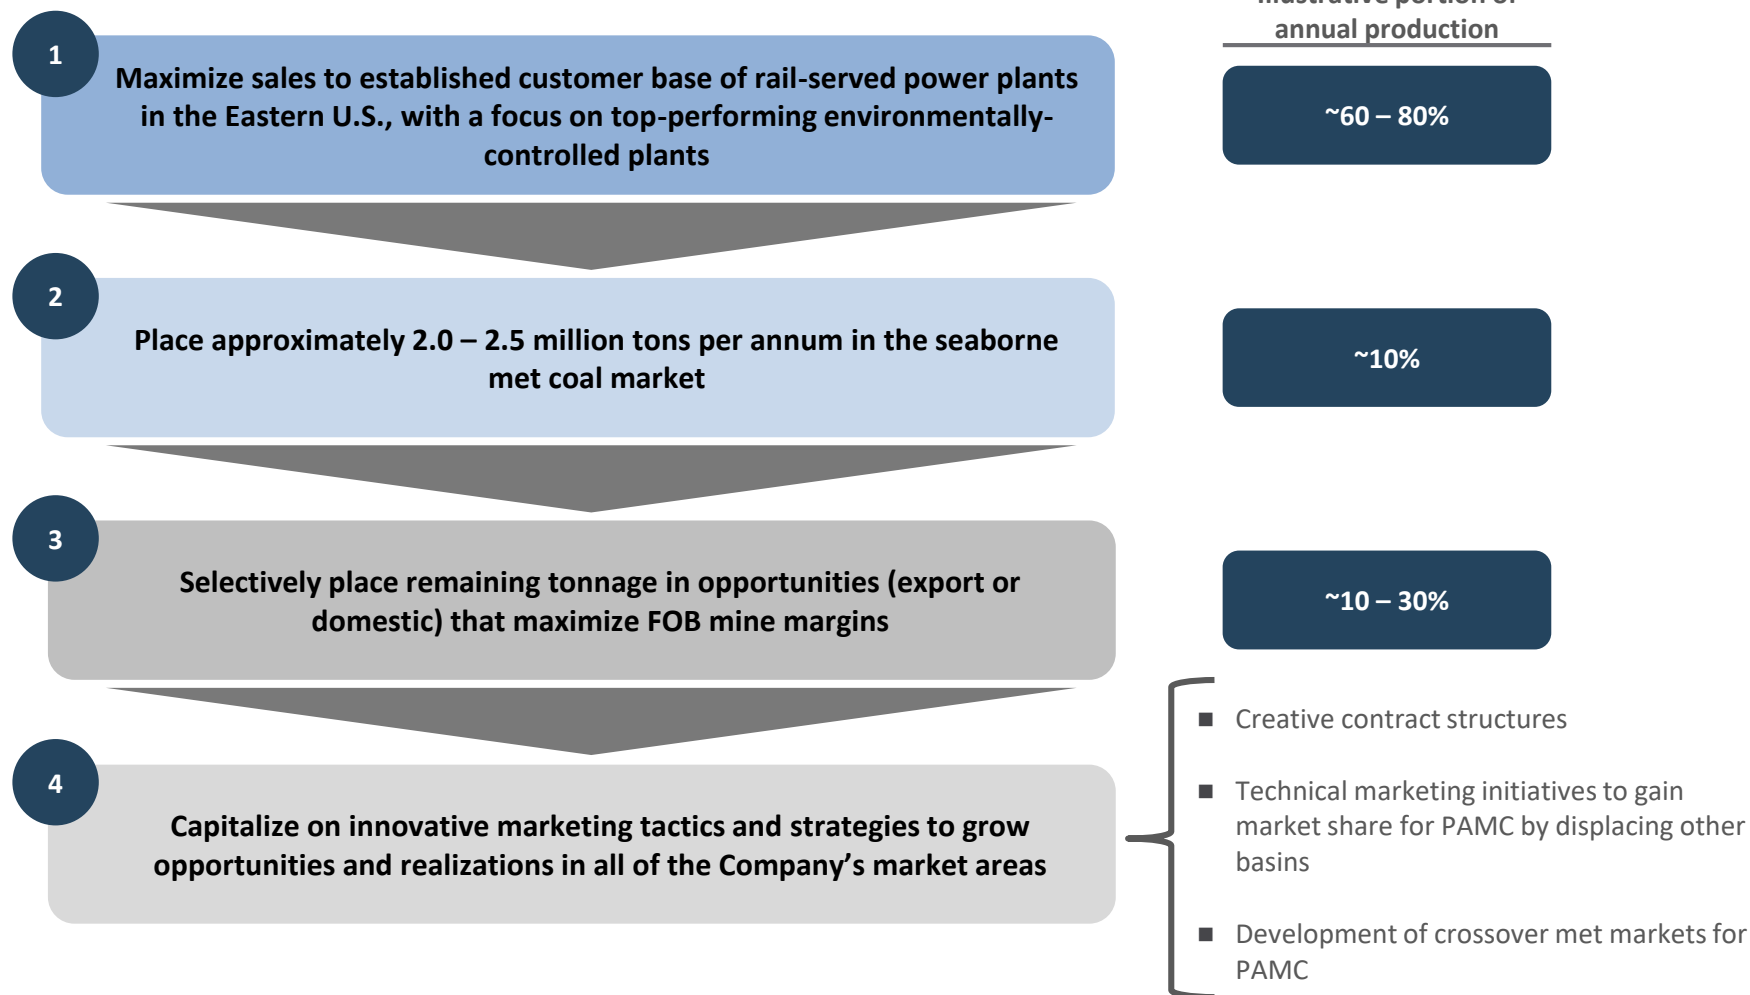 Illustrative portion of
annual production
1
Maximize sales to established customer base of rail-served power plants
in the Eastern U.S., with a focus on top-performing environmentally-
controlled plants
~60 – 80%
2
Place approximately 2.0 – 2.5 million tons per annum in the seaborne
met coal market
~10%
3
Selectively place remaining tonnage in opportunities (export or
domestic) that maximize FOB mine margins
~10 – 30%
4
Capitalize on innovative marketing tactics and strategies to grow
opportunities and realizations in all of the Company’s market areas
■ Creative contract structures
■ Technical marketing initiatives to gain
market share for PAMC by displacing other
basins
■ Development of crossover met markets for
PAMC